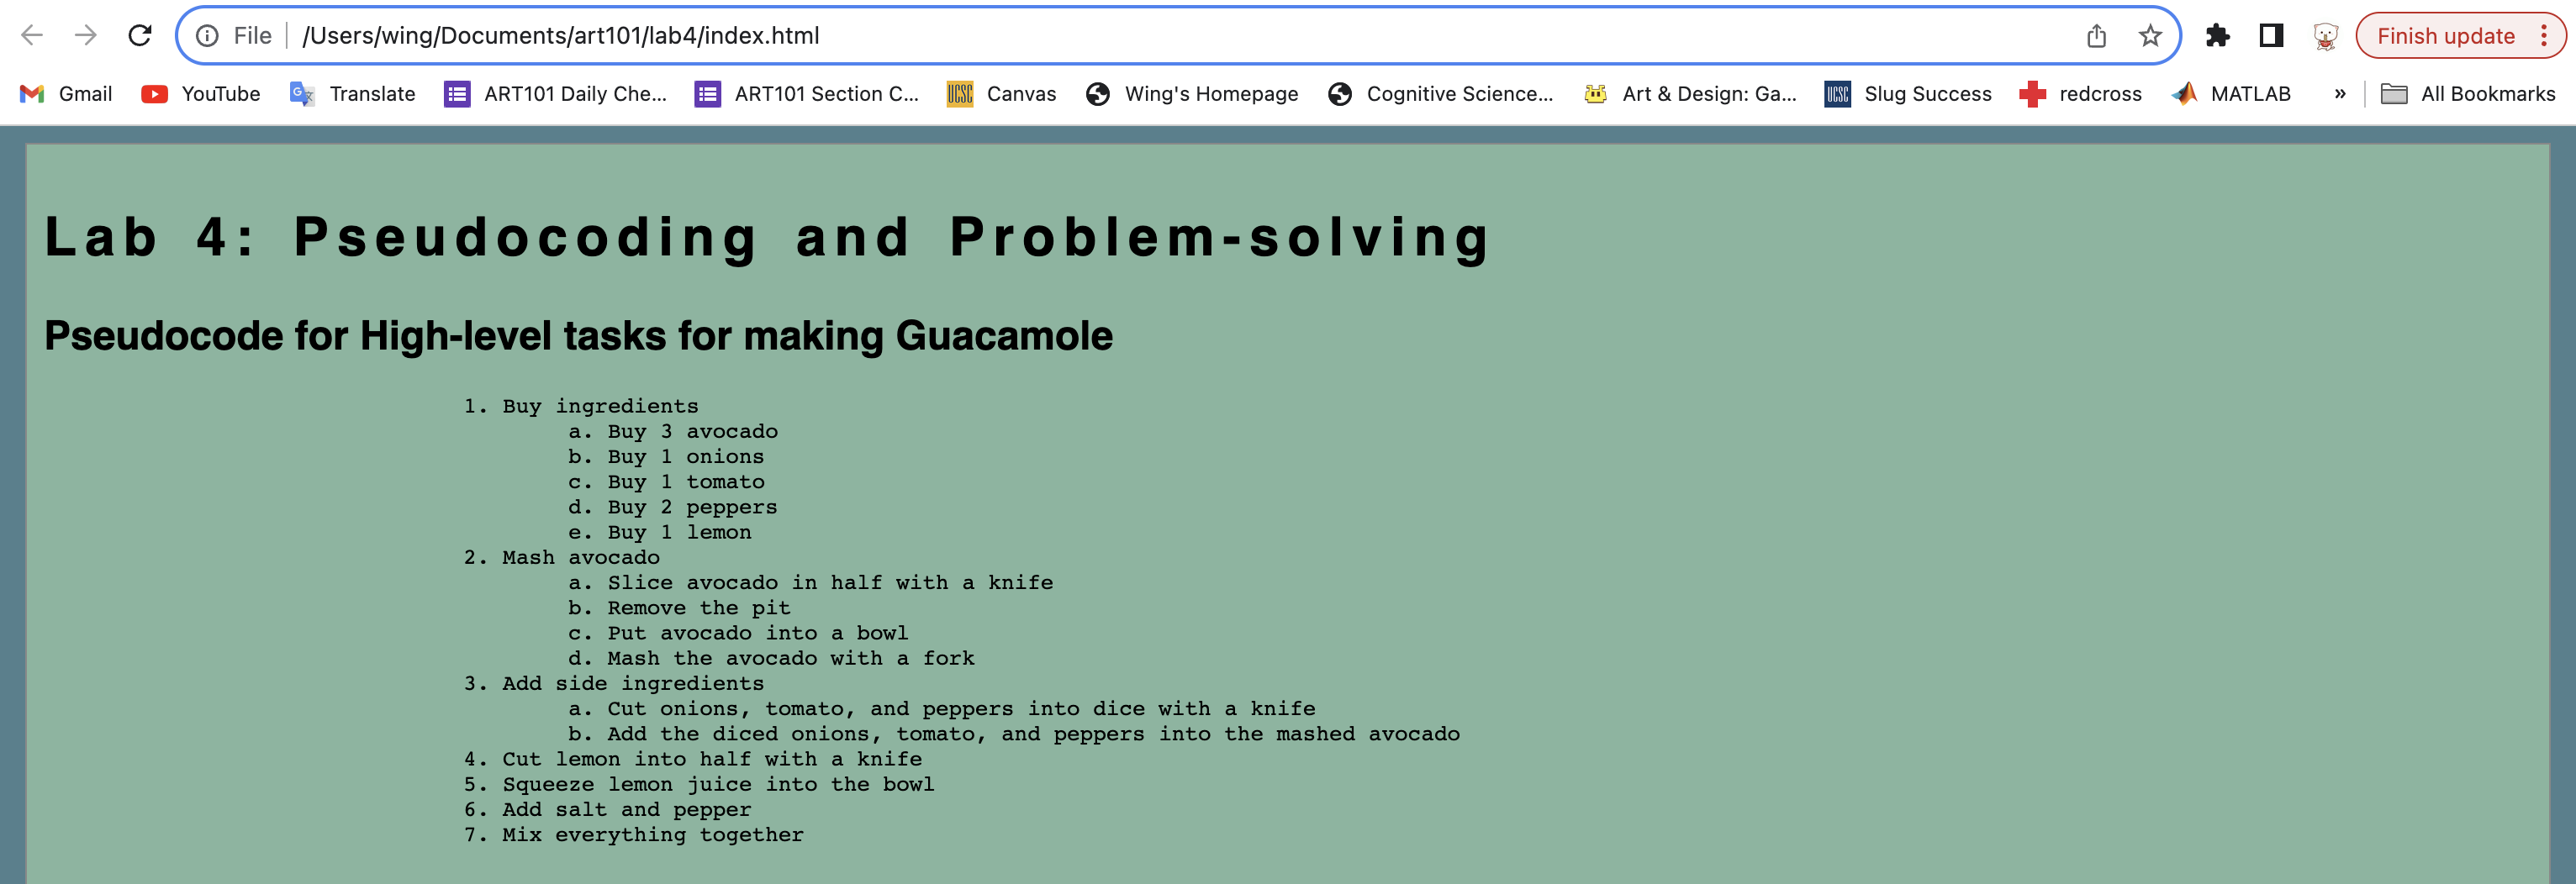 File /Users/wing/Documents/art101/lab4/index.html Finish update
Gmail YouTube Translate ART101 Daily Che... ART101 Section C... UCSC Canvas Wing's Homepage Cognitive Science... Art & Design: Ga... UCSC Slug Success redcross MATLAB » All Bookmarks
Lab 4: Pseudocoding and Problem-solving
Pseudocode for High-level tasks for making Guacamole
1. Buy ingredients
a. Buy 3 avocado
b. Buy 1 onions
c. Buy 1 tomato
d. Buy 2 peppers
e. Buy 1 lemon
2. Mash avocado
a. Slice avocado in half with a knife
b. Remove the pit
c. Put avocado into a bowl
d. Mash the avocado with a fork
3. Add side ingredients
a. Cut onions, tomato, and peppers into dice with a knife
b. Add the diced onions, tomato, and peppers into the mashed avocado
4. Cut lemon into half with a knife
5. Squeeze lemon juice into the bowl
6. Add salt and pepper
7. Mix everything together